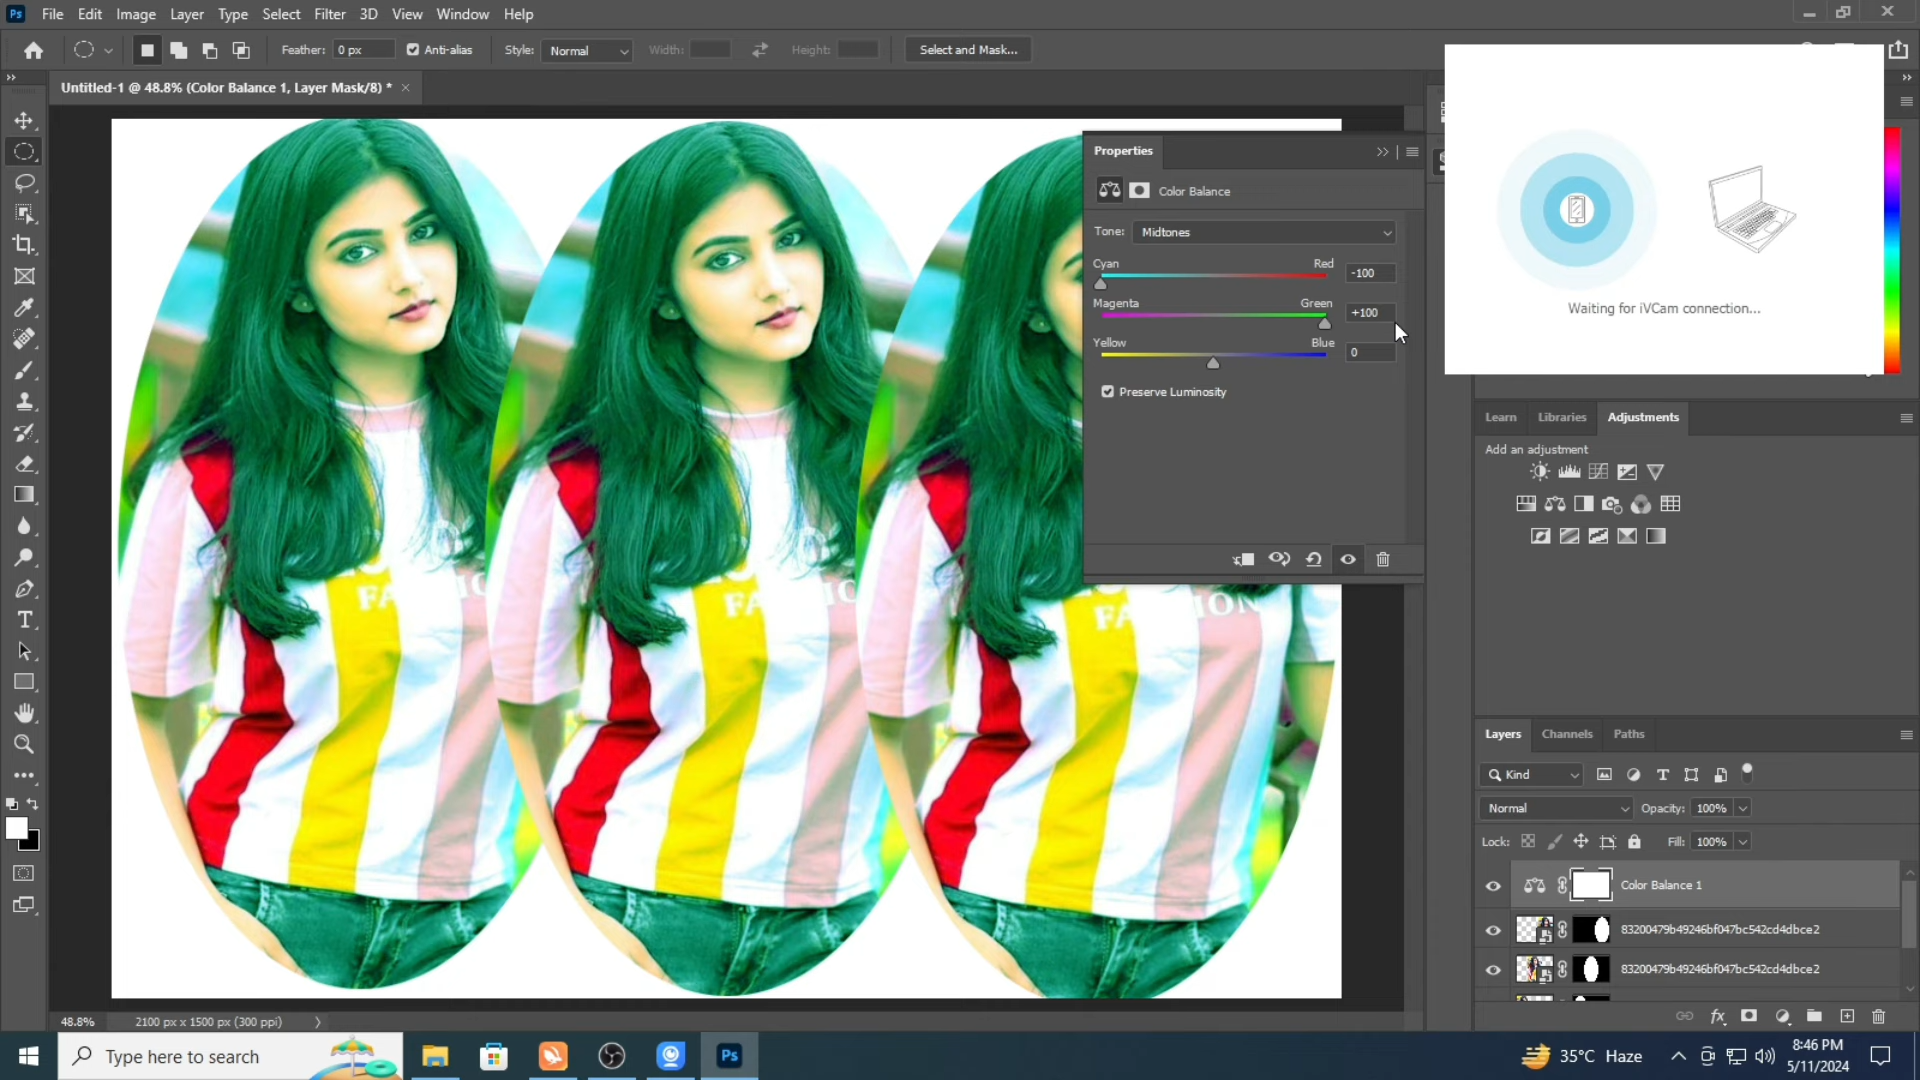 Ps File Edit Image Layer Type Select Filter 3D View Window Help
Feather: 0 px Anti-alias Style: Normal Width: Height: Select and Mask...
Untitled-1 @ 48.8% (Color Balance 1, Layer Mask/8) * ×
Properties
Color Balance
Tone: Midtones
Cyan Red -100
Magenta Green +100
Yellow Blue 0
Preserve Luminosity
Waiting for iVCam connection...
FA
FA
FA ION
Learn Libraries Adjustments
Add an adjustment
Layers Channels Paths
Kind
Normal Opacity: 100%
Lock: Fill: 100%
Color Balance 1
83200479b49246bf047bc542cd4dbce2
83200479b49246bf047bc542cd4dbce2
48.8% 2100 px x 1500 px (300 ppi)
Type here to search
Ps
35°C Haze
8:46 PM
5/11/2024